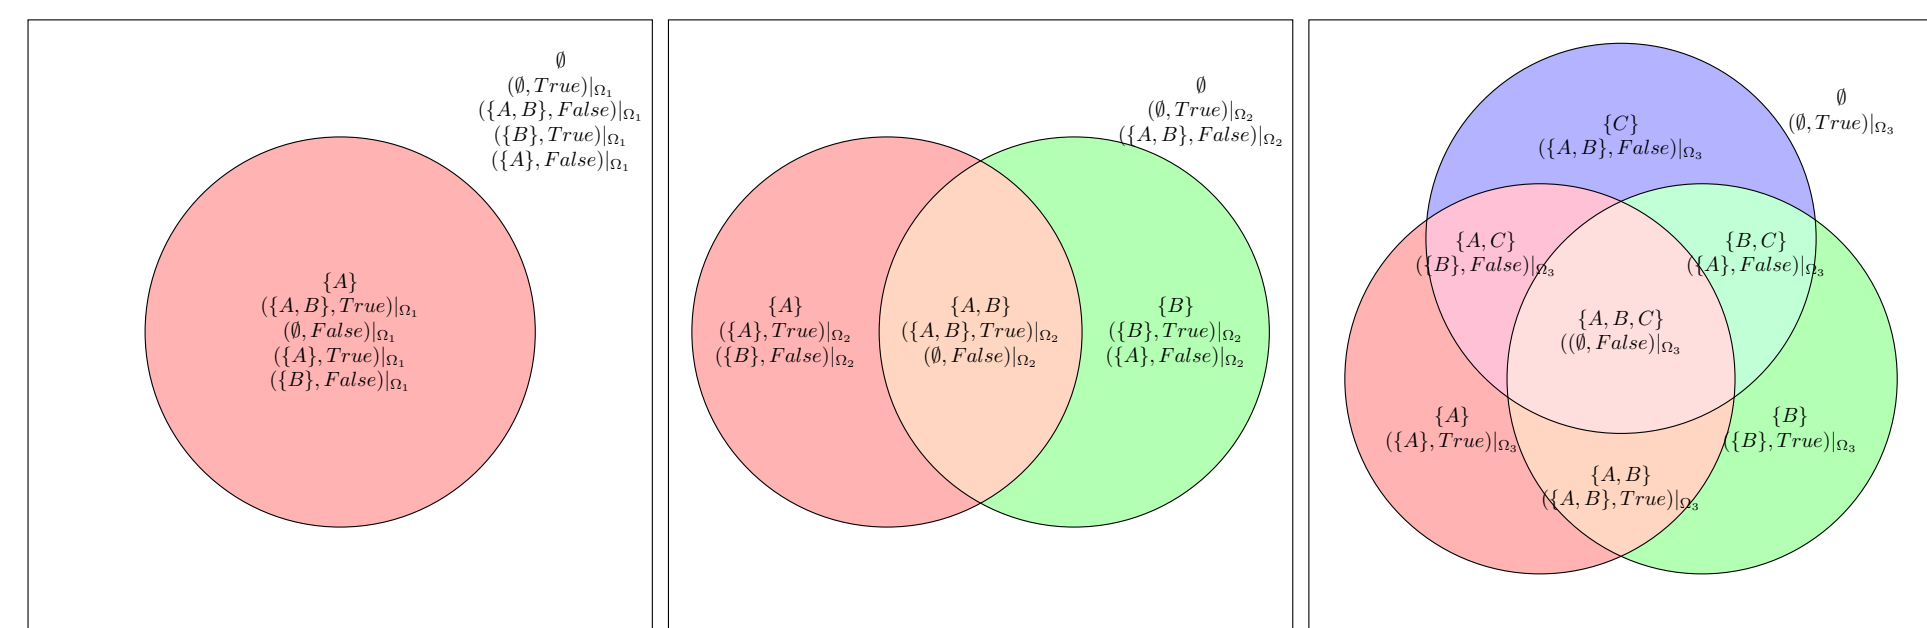 ∅
(∅, True)|Ω₁
({A, B}, False)|Ω₁
({B}, True)|Ω₁
({A}, False)|Ω₁
{A}
({A, B}, True)|Ω₁
(∅, False)|Ω₁
({A}, True)|Ω₁
({B}, False)|Ω₁
∅
(∅, True)|Ω₂
({A, B}, False)|Ω₂
{A}
({A}, True)|Ω₂
({B}, False)|Ω₂
{A, B}
({A, B}, True)|Ω₂
(∅, False)|Ω₂
{B}
({B}, True)|Ω₂
({A}, False)|Ω₂
∅
(∅, True)|Ω₃
{C}
({A, B}, False)|Ω₃
{A, C}
({B}, False)|Ω₃
{B, C}
({A}, False)|Ω₃
{A, B, C}
((∅, False)|Ω₃
{A}
({A}, True)|Ω₃
{B}
({B}, True)|Ω₃
{A, B}
({A, B}, True)|Ω₃